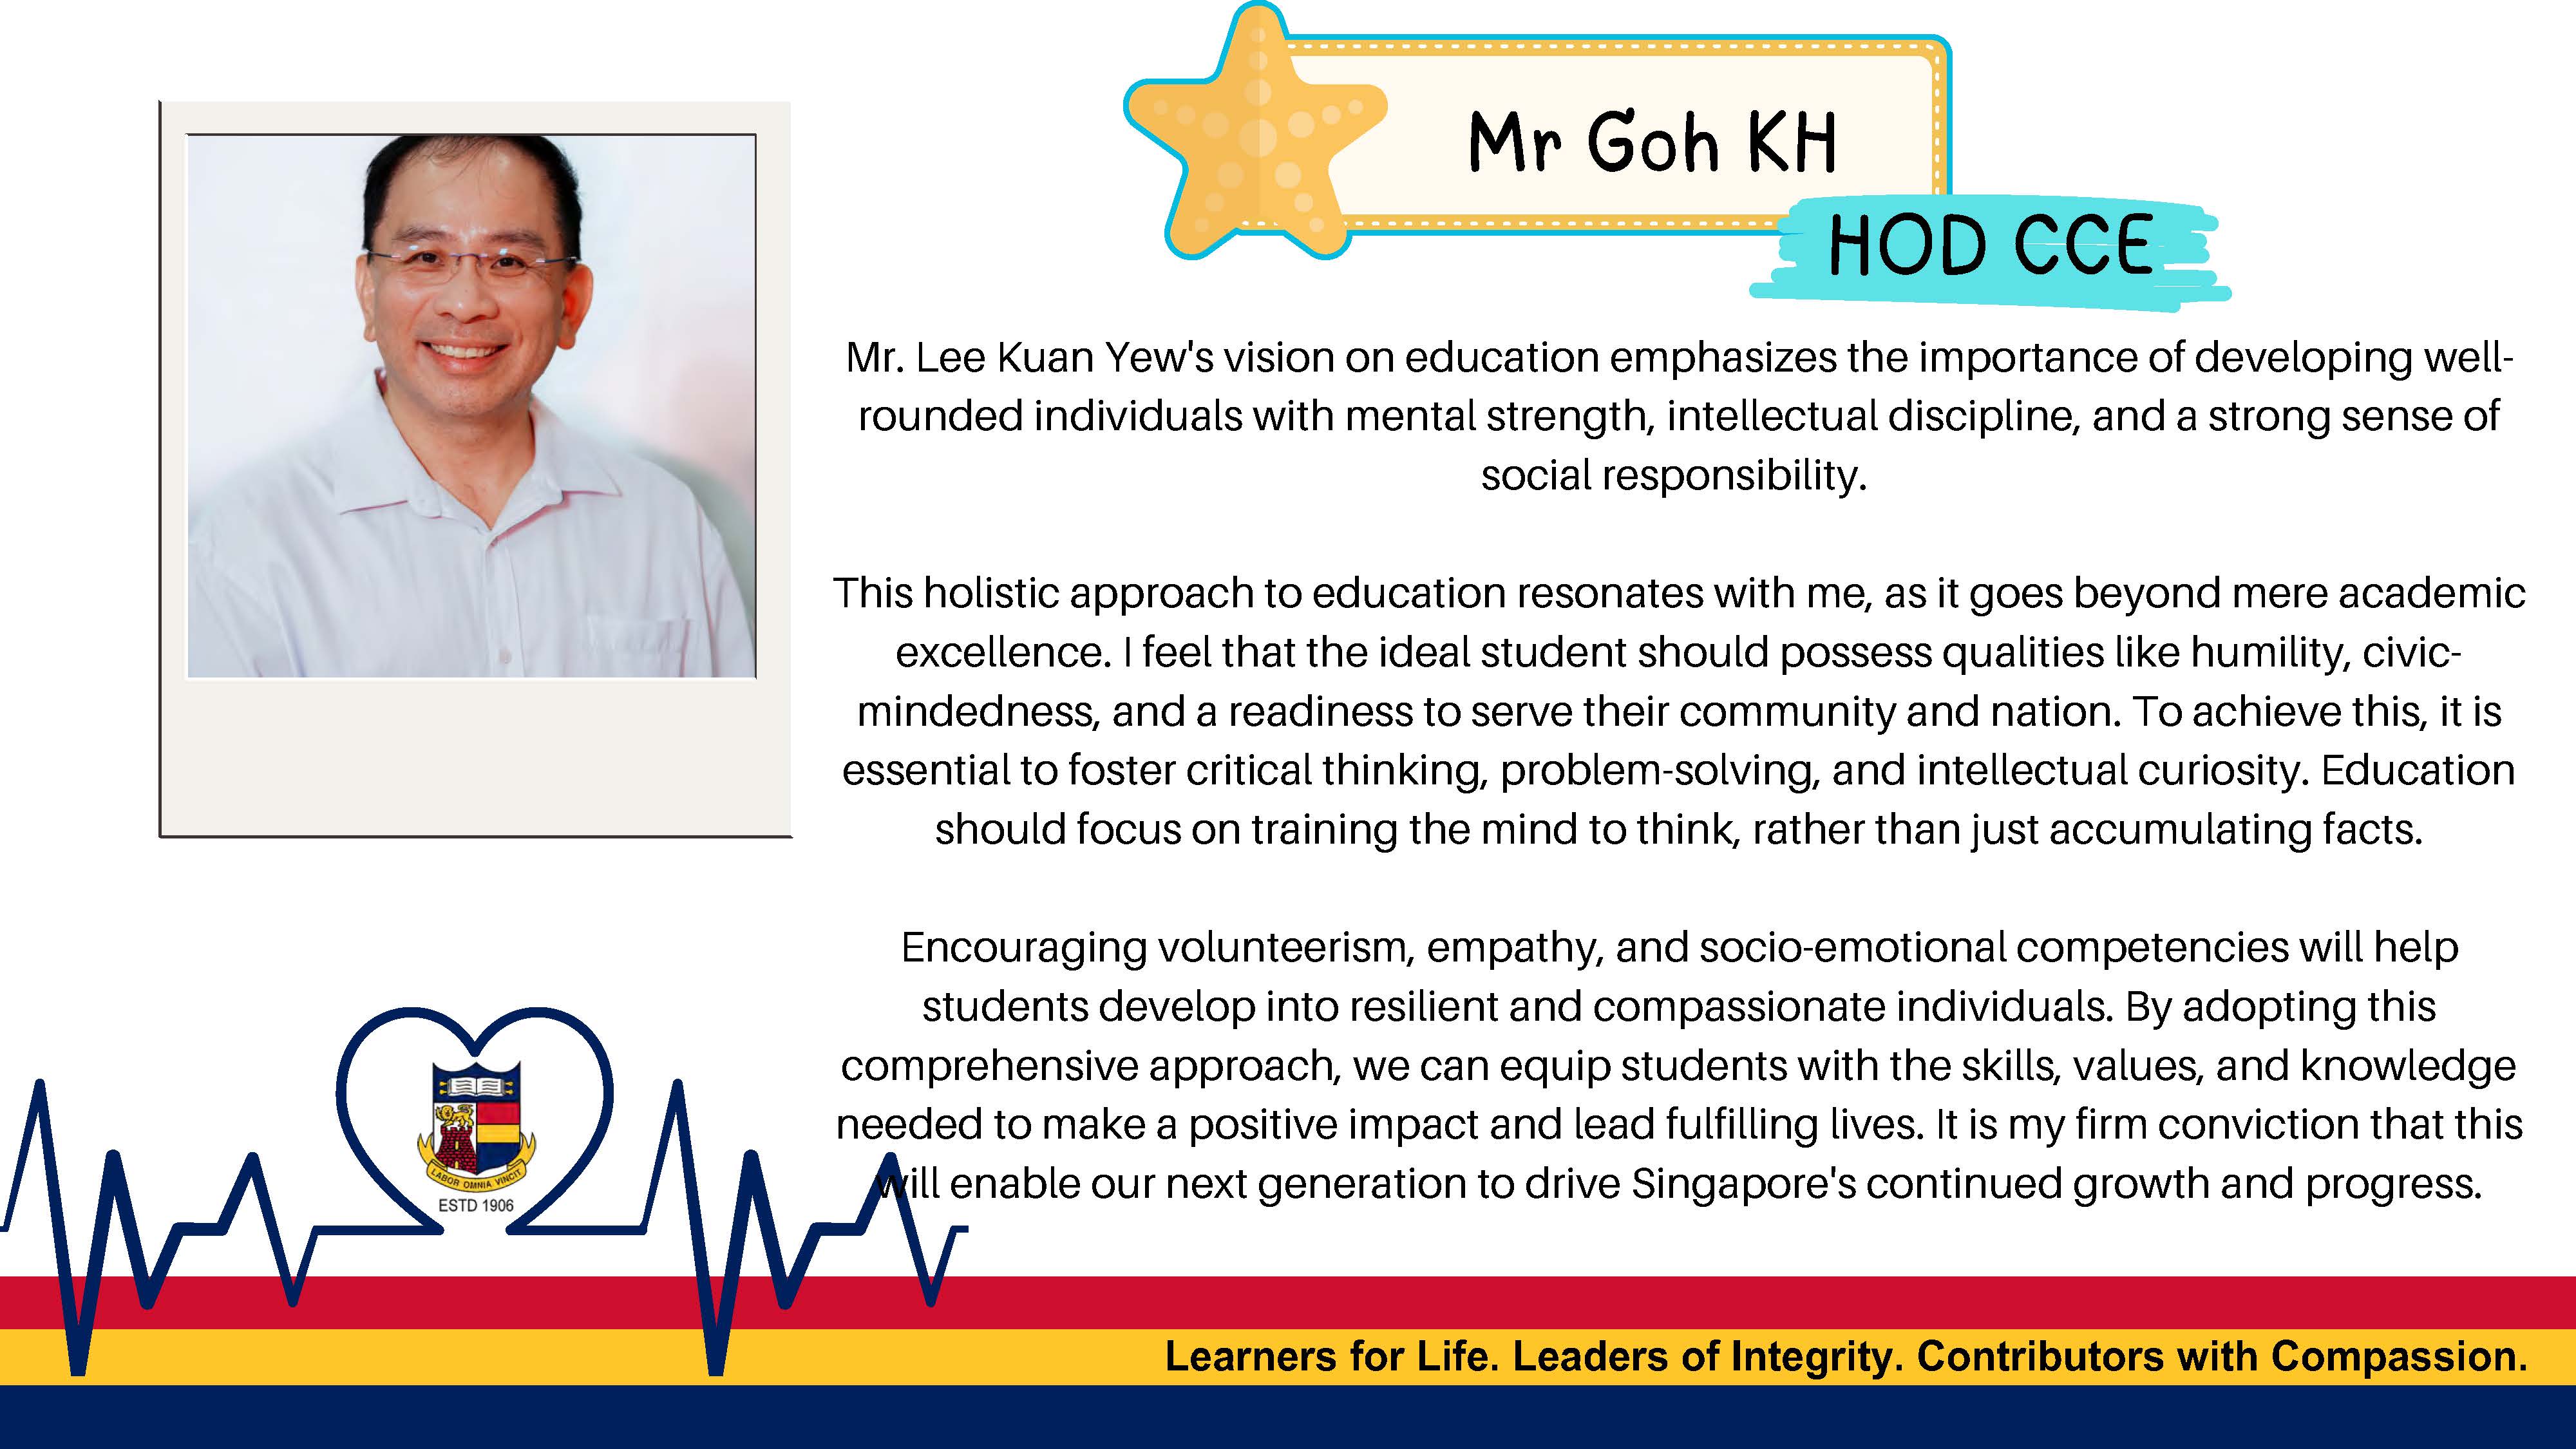 Mr Goh KH
HOD CCE
Mr. Lee Kuan Yew's vision on education emphasizes the importance of developing well-
rounded individuals with mental strength, intellectual discipline, and a strong sense of
social responsibility.
This holistic approach to education resonates with me, as it goes beyond mere academic
excellence. I feel that the ideal student should possess qualities like humility, civic-
mindedness, and a readiness to serve their community and nation. To achieve this, it is
essential to foster critical thinking, problem-solving, and intellectual curiosity. Education
should focus on training the mind to think, rather than just accumulating facts.
Encouraging volunteerism, empathy, and socio-emotional competencies will help
students develop into resilient and compassionate individuals. By adopting this
comprehensive approach, we can equip students with the skills, values, and knowledge
needed to make a positive impact and lead fulfilling lives. It is my firm conviction that this
will enable our next generation to drive Singapore's continued growth and progress.
LABOR OMNIA VINCIT
ESTD 1906
Learners for Life. Leaders of Integrity. Contributors with Compassion.